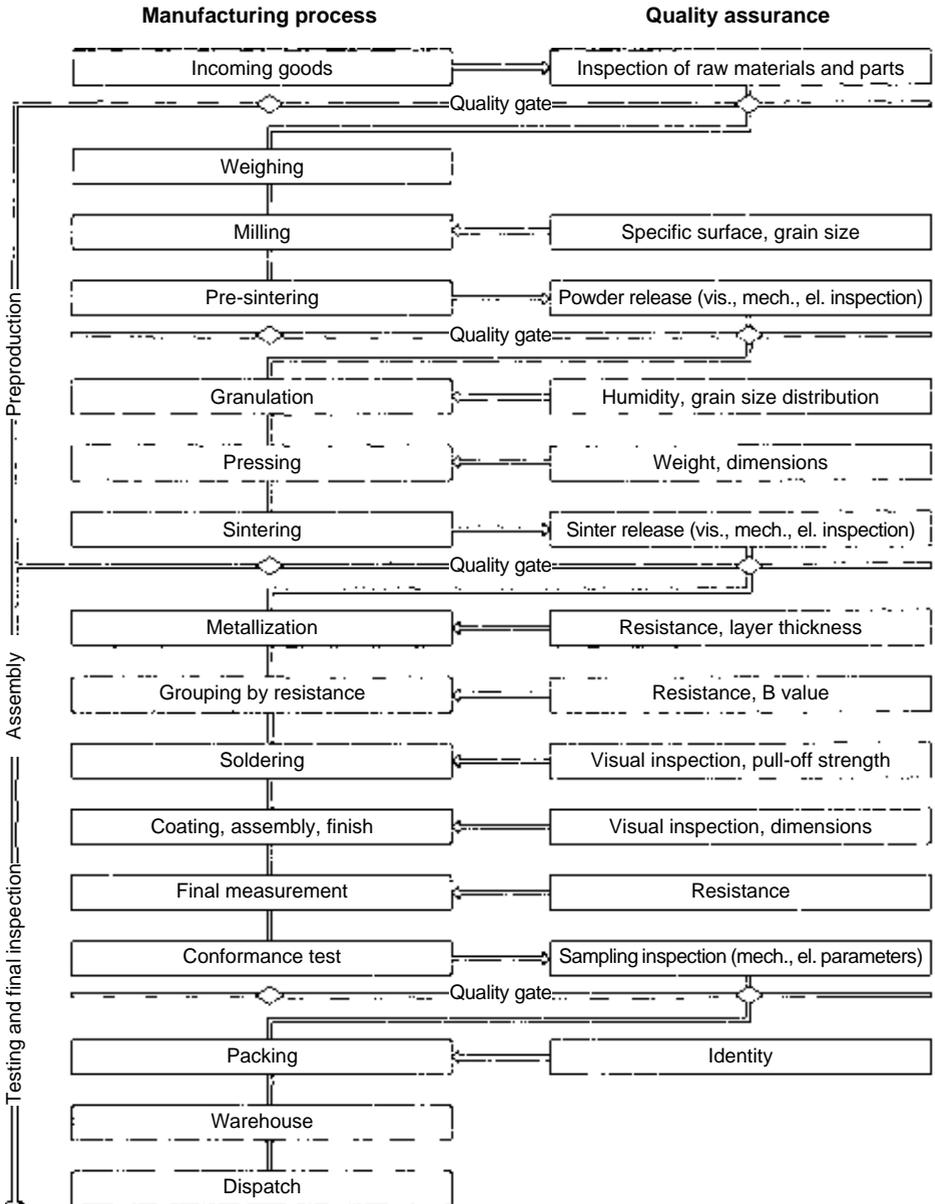 Manufacturing process
Quality assurance
Incoming goods
Inspection of raw materials and parts
Quality gate
Weighing
Milling
Specific surface, grain size
Pre-sintering
Powder release (vis., mech., el. inspection)
Quality gate
Granulation
Humidity, grain size distribution
Pressing
Weight, dimensions
Sintering
Sinter release (vis., mech., el. inspection)
Quality gate
Metallization
Resistance, layer thickness
Grouping by resistance
Resistance, B value
Soldering
Visual inspection, pull-off strength
Coating, assembly, finish
Visual inspection, dimensions
Final measurement
Resistance
Conformance test
Sampling inspection (mech., el. parameters)
Quality gate
Packing
Identity
Warehouse
Dispatch
Preproduction
Assembly
Testing and final inspection